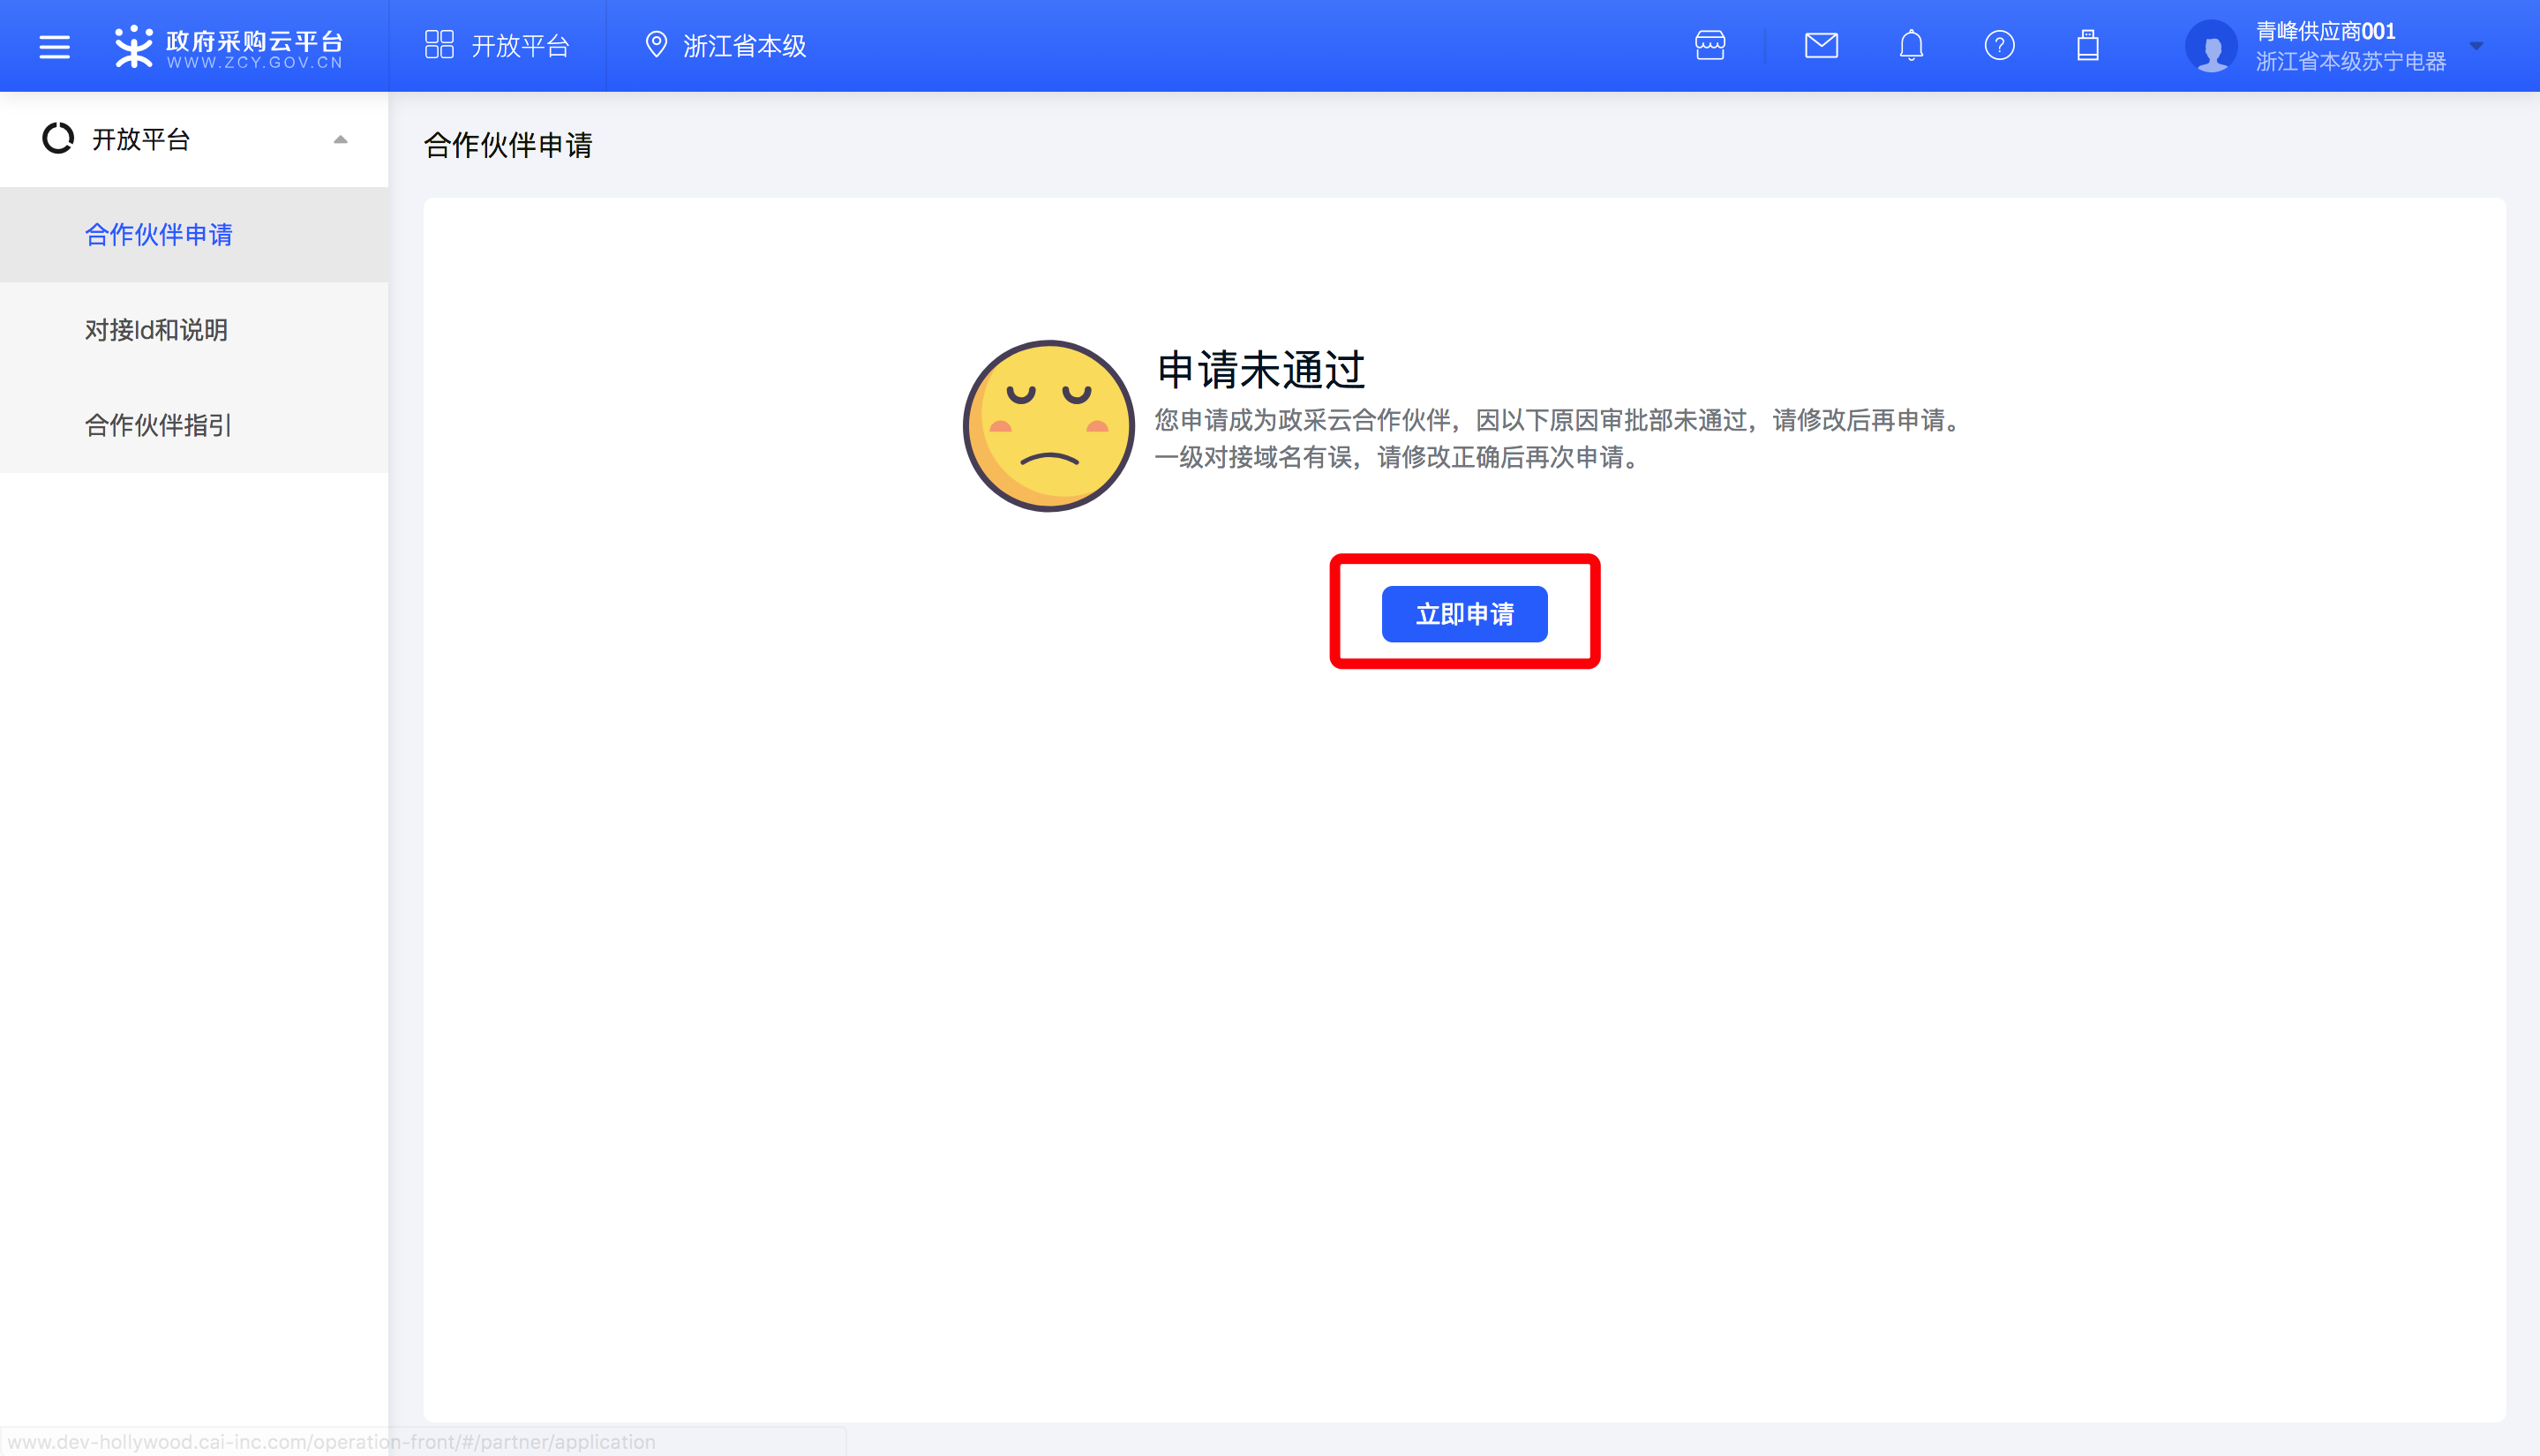 政府采购云平台
WWW.ZCY.GOV.CN
开放平台
浙江省本级
青峰供应商001
浙江省本级苏宁电器
开放平台
合作伙伴申请
对接Id和说明
合作伙伴指引
合作伙伴申请
申请未通过
您申请成为政采云合作伙伴，因以下原因审批部未通过，请修改后再申请。
一级对接域名有误，请修改正确后再次申请。
立即申请
www.dev-hollywood.cai-inc.com/operation-front/#/partner/application